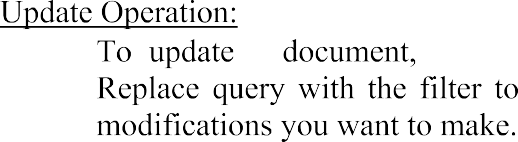 Update Operation:
To update document,
Replace query with the filter to
modifications you want to make.